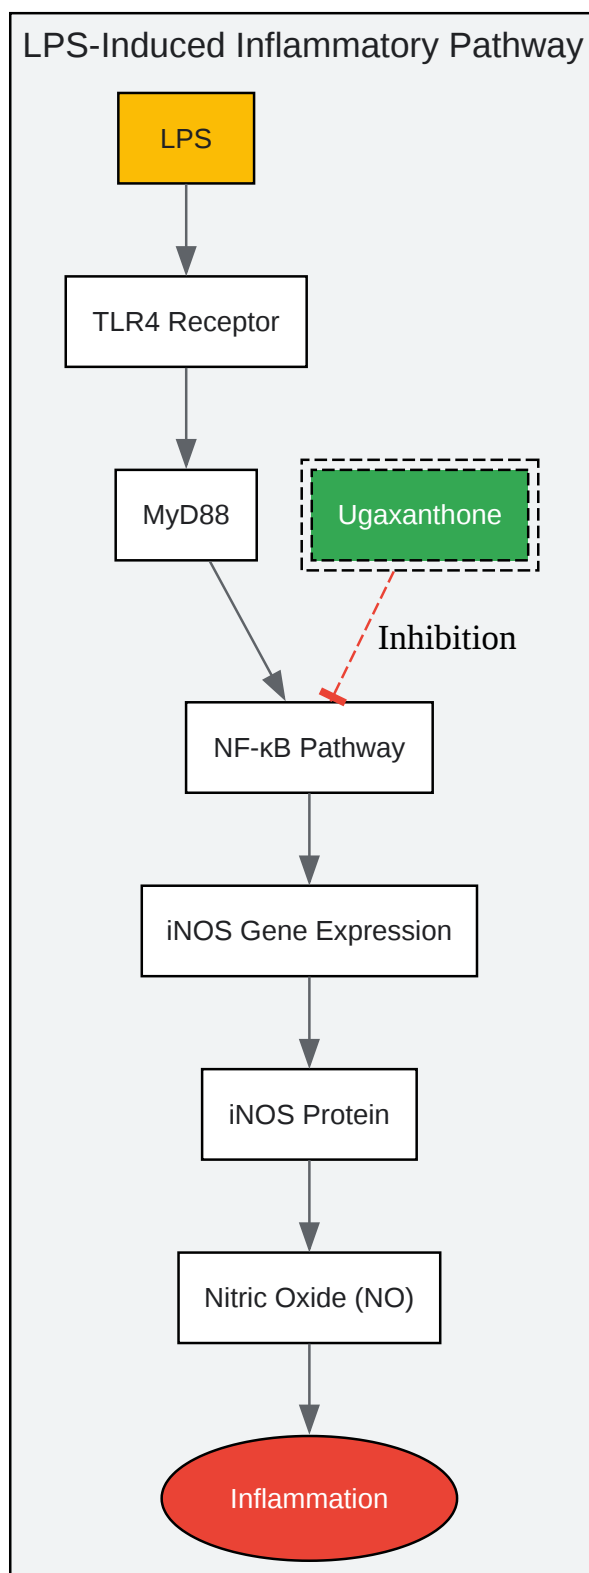 LPS-Induced Inflammatory Pathway
LPS
TLR4 Receptor
MyD88
Ugaxanthone
Inhibition
NF-κB Pathway
iNOS Gene Expression
iNOS Protein
Nitric Oxide (NO)
Inflammation